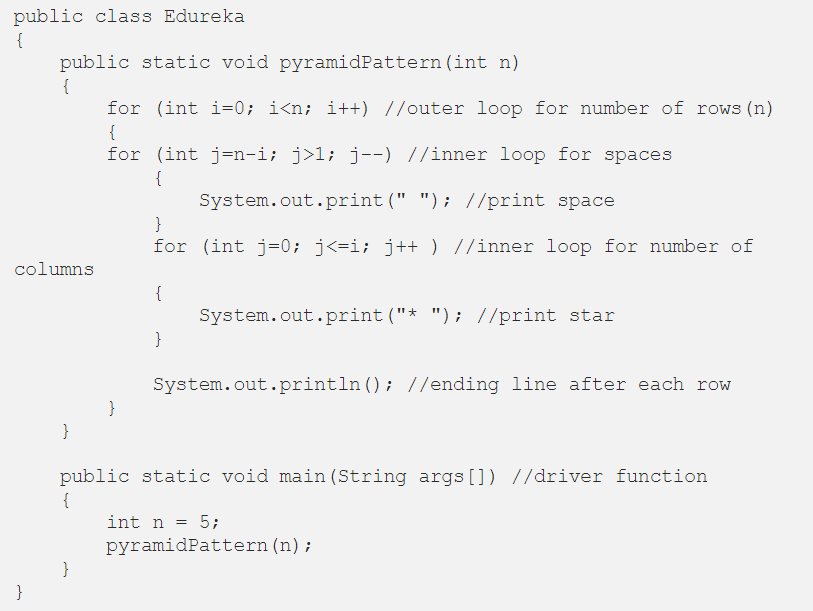 public class Edureka
{
    public static void pyramidPattern(int n)
    {
        for (int i=0; i<n; i++) //outer loop for number of rows(n)
        {
        for (int j=n-i; j>1; j--) //inner loop for spaces
            {
                System.out.print(" "); //print space
            }
            for (int j=0; j<=i; j++ ) //inner loop for number of
columns
            {
                System.out.print("* "); //print star
            }

            System.out.println(); //ending line after each row
        }
    }

    public static void main(String args[]) //driver function
    {
        int n = 5;
        pyramidPattern(n);
    }
}